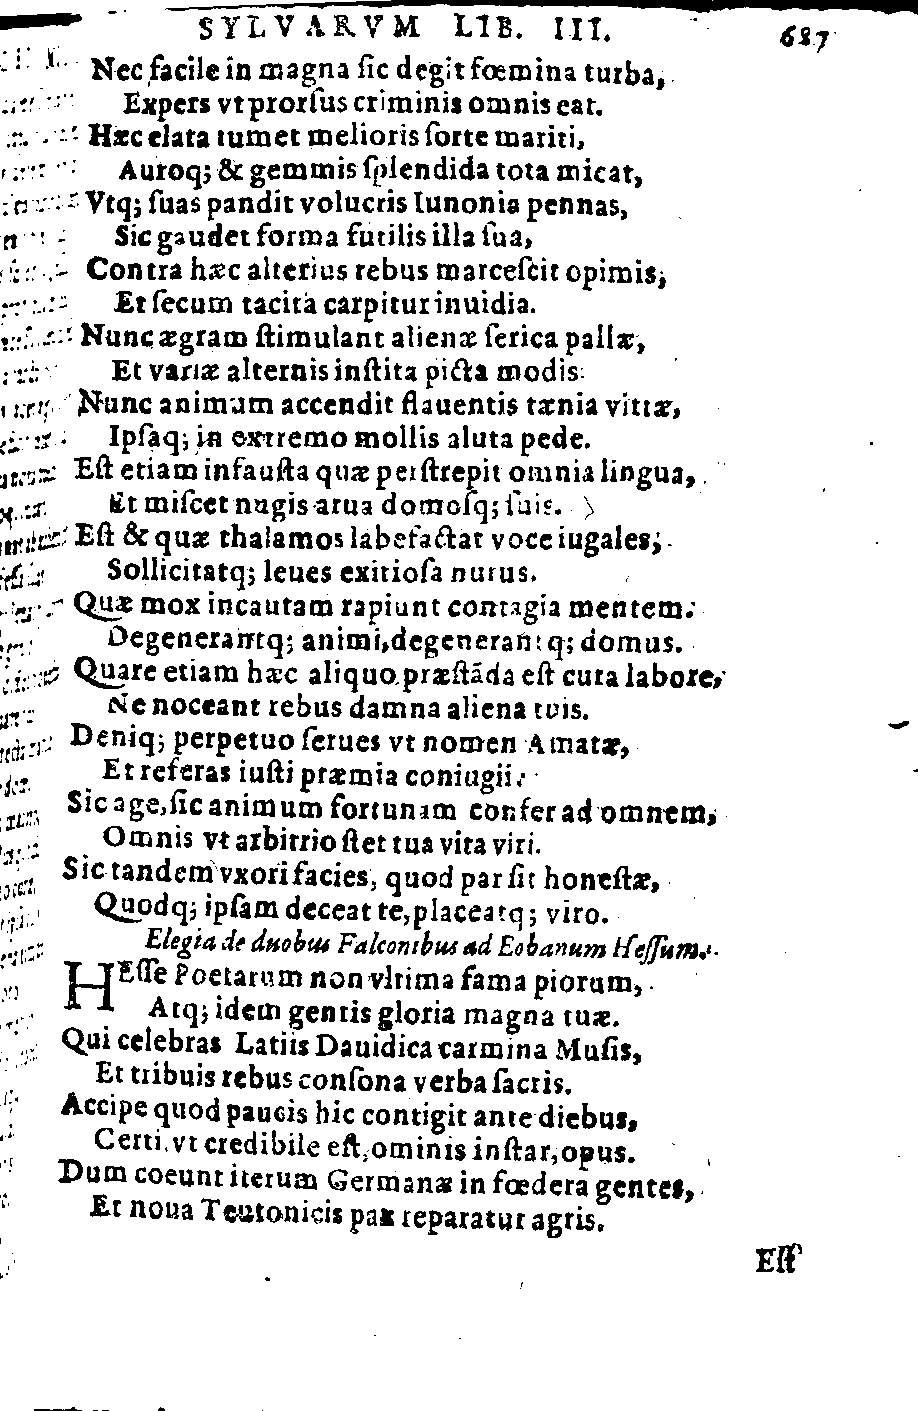 SYLVARVM LIB. III. 687
Nec facile in magna ſic degit fœmina turba,
Expers vt prorſus criminis omnis eat.
Hæc elata tumet melioris ſorte mariti,
Auroq; & gemmis ſplendida tota micat,
Vtq; ſuas pandit volucris Iunonia pennas,
Sic gaudet forma futilis illa ſua,
Contra hæc alterius rebus marceſcit opimis,
Et ſecum tacita carpitur inuidia.
Nunc ægram ſtimulant alienæ ſerica pallæ,
Et variæ alternis inſtita picta modis:
Nunc animum accendit flauentis tænia vittæ,
Ipſaq; in extremo mollis aluta pede.
Eſt etiam infauſta quæ perſtrepit omnia lingua,
Et miſcet nugis arua domoſq; ſuis.
Eſt & quæ thalamos labefactat voce iugales,
Sollicitatq; leues exitioſa nurus.
Quæ mox incautam rapiunt contagia mentem:
Degenerantq; animi, degenerantq; domus.
Quare etiam hæc aliquo præſtãda eſt cura labore,
Ne noceant rebus damna aliena tuis.
Deniq; perpetuo ſerues vt nomen Amatæ,
Et referas iuſti præmia coniugii:
Sic age, ſic animum fortunam confer ad omnem,
Omnis vt arbitrio ſtet tua vita viri.
Sic tandem vxori facies, quod par ſit honeſtæ,
Quodq; ipſam deceat te, placeatq; viro.
Elegia de duobus Falconibus ad Eobanum Heſſum.
HEſſe Poetarum non vltima fama piorum,
Atq; idem gentis gloria magna tuæ.
Qui celebras Latiis Dauidica carmina Muſis,
Et tribuis rebus conſona verba ſacris.
Accipe quod paucis hic contigit ante diebus,
Certi, vt credibile eſt, ominis inſtar, opus.
Dum coeunt iterum Germanæ in fœdera gentes,
Et noua Teutonicis pax reparatur agris.
Eſſ